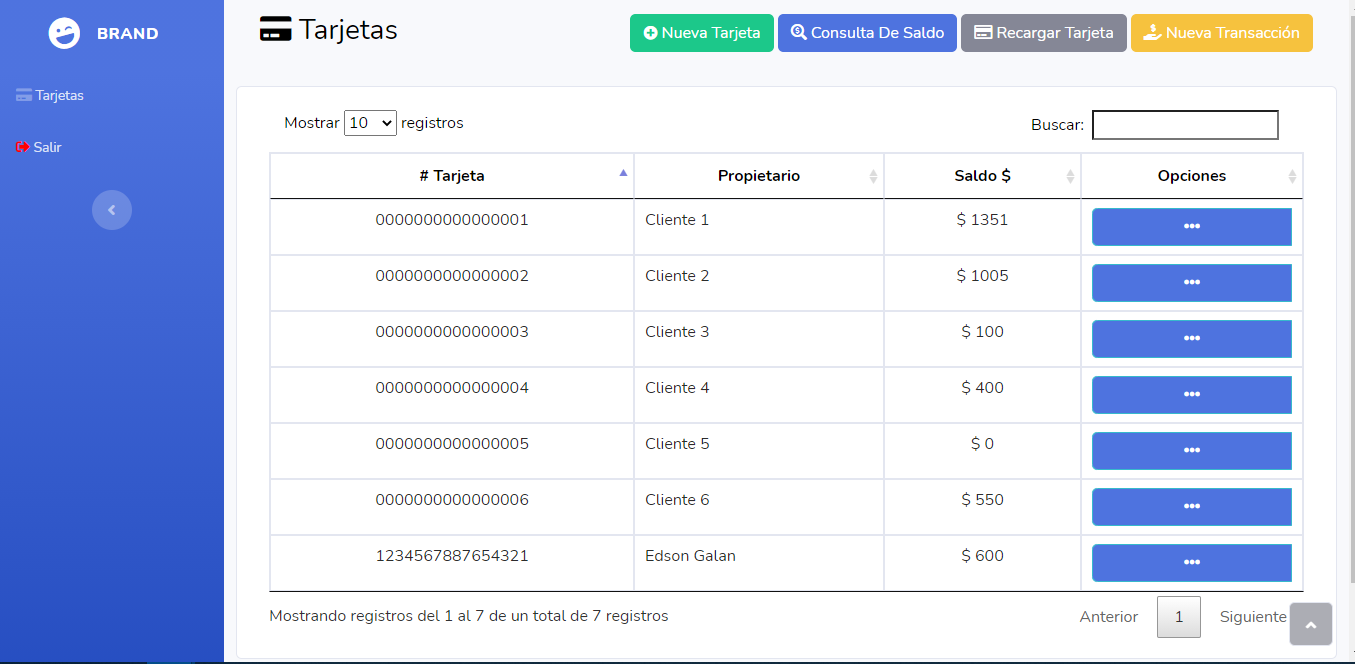 BRAND
Tarjetas
Salir
Tarjetas
Nueva Tarjeta Consulta De Saldo Recargar Tarjeta Nueva Transacción
Mostrar 10 registros
Buscar:
# Tarjeta Propietario Saldo $ Opciones
0000000000000001 Cliente 1 $ 1351
0000000000000002 Cliente 2 $ 1005
0000000000000003 Cliente 3 $ 100
0000000000000004 Cliente 4 $ 400
0000000000000005 Cliente 5 $ 0
0000000000000006 Cliente 6 $ 550
1234567887654321 Edson Galan $ 600
Mostrando registros del 1 al 7 de un total de 7 registros
Anterior 1 Siguiente